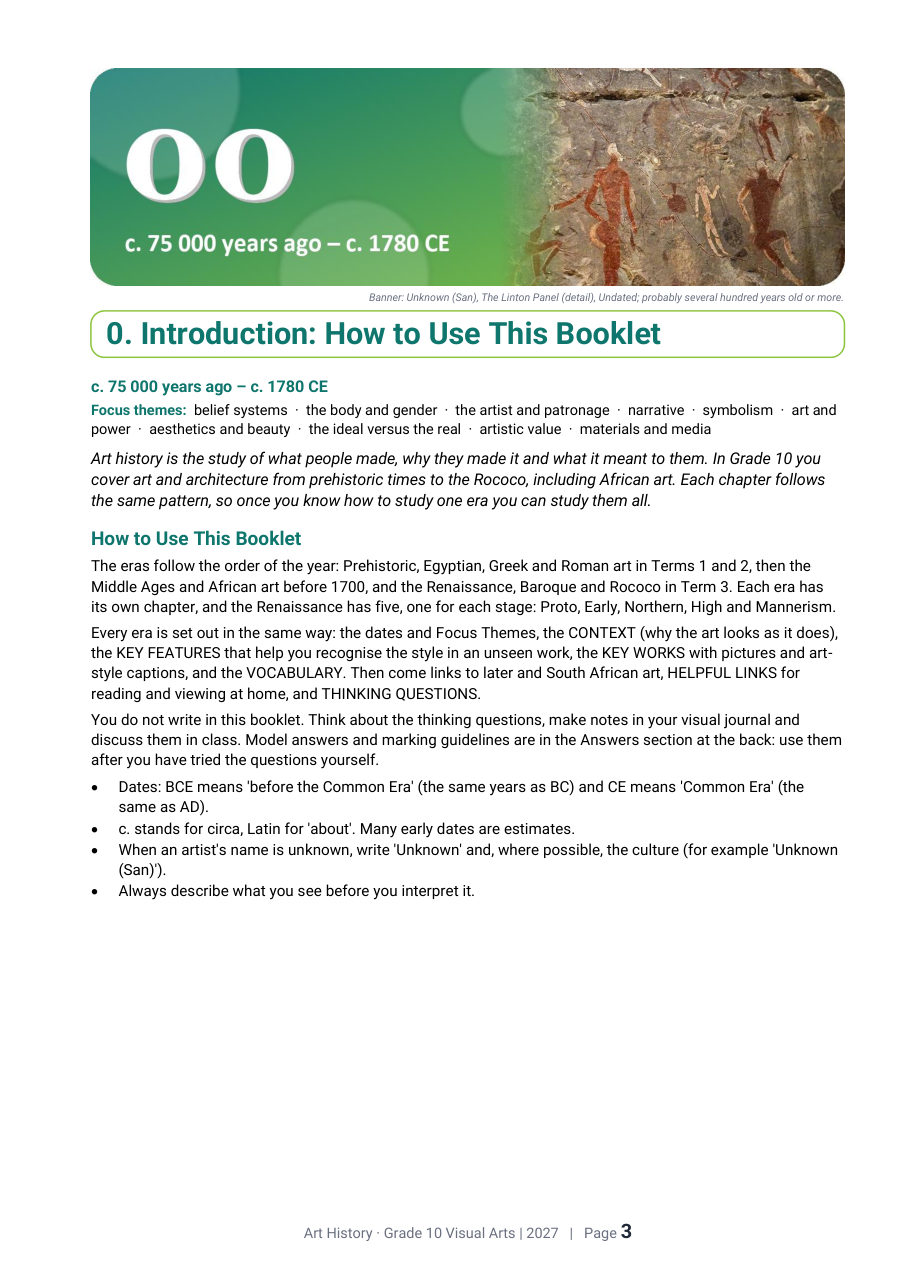 00
c. 75 000 years ago – c. 1780 CE
Banner: Unknown (San), The Linton Panel (detail), Undated; probably several hundred years old or more.
0. Introduction: How to Use This Booklet
c. 75 000 years ago – c. 1780 CE
Focus themes: belief systems · the body and gender · the artist and patronage · narrative · symbolism · art and
power · aesthetics and beauty · the ideal versus the real · artistic value · materials and media
Art history is the study of what people made, why they made it and what it meant to them. In Grade 10 you
cover art and architecture from prehistoric times to the Rococo, including African art. Each chapter follows
the same pattern, so once you know how to study one era you can study them all.
How to Use This Booklet
The eras follow the order of the year: Prehistoric, Egyptian, Greek and Roman art in Terms 1 and 2, then the
Middle Ages and African art before 1700, and the Renaissance, Baroque and Rococo in Term 3. Each era has
its own chapter, and the Renaissance has five, one for each stage: Proto, Early, Northern, High and Mannerism.
Every era is set out in the same way: the dates and Focus Themes, the CONTEXT (why the art looks as it does),
the KEY FEATURES that help you recognise the style in an unseen work, the KEY WORKS with pictures and art-
style captions, and the VOCABULARY. Then come links to later and South African art, HELPFUL LINKS for
reading and viewing at home, and THINKING QUESTIONS.
You do not write in this booklet. Think about the thinking questions, make notes in your visual journal and
discuss them in class. Model answers and marking guidelines are in the Answers section at the back: use them
after you have tried the questions yourself.
• Dates: BCE means 'before the Common Era' (the same years as BC) and CE means 'Common Era' (the
same as AD).
• c. stands for circa, Latin for 'about'. Many early dates are estimates.
• When an artist's name is unknown, write 'Unknown' and, where possible, the culture (for example 'Unknown
(San)').
• Always describe what you see before you interpret it.
Art History · Grade 10 Visual Arts | 2027 | Page 3